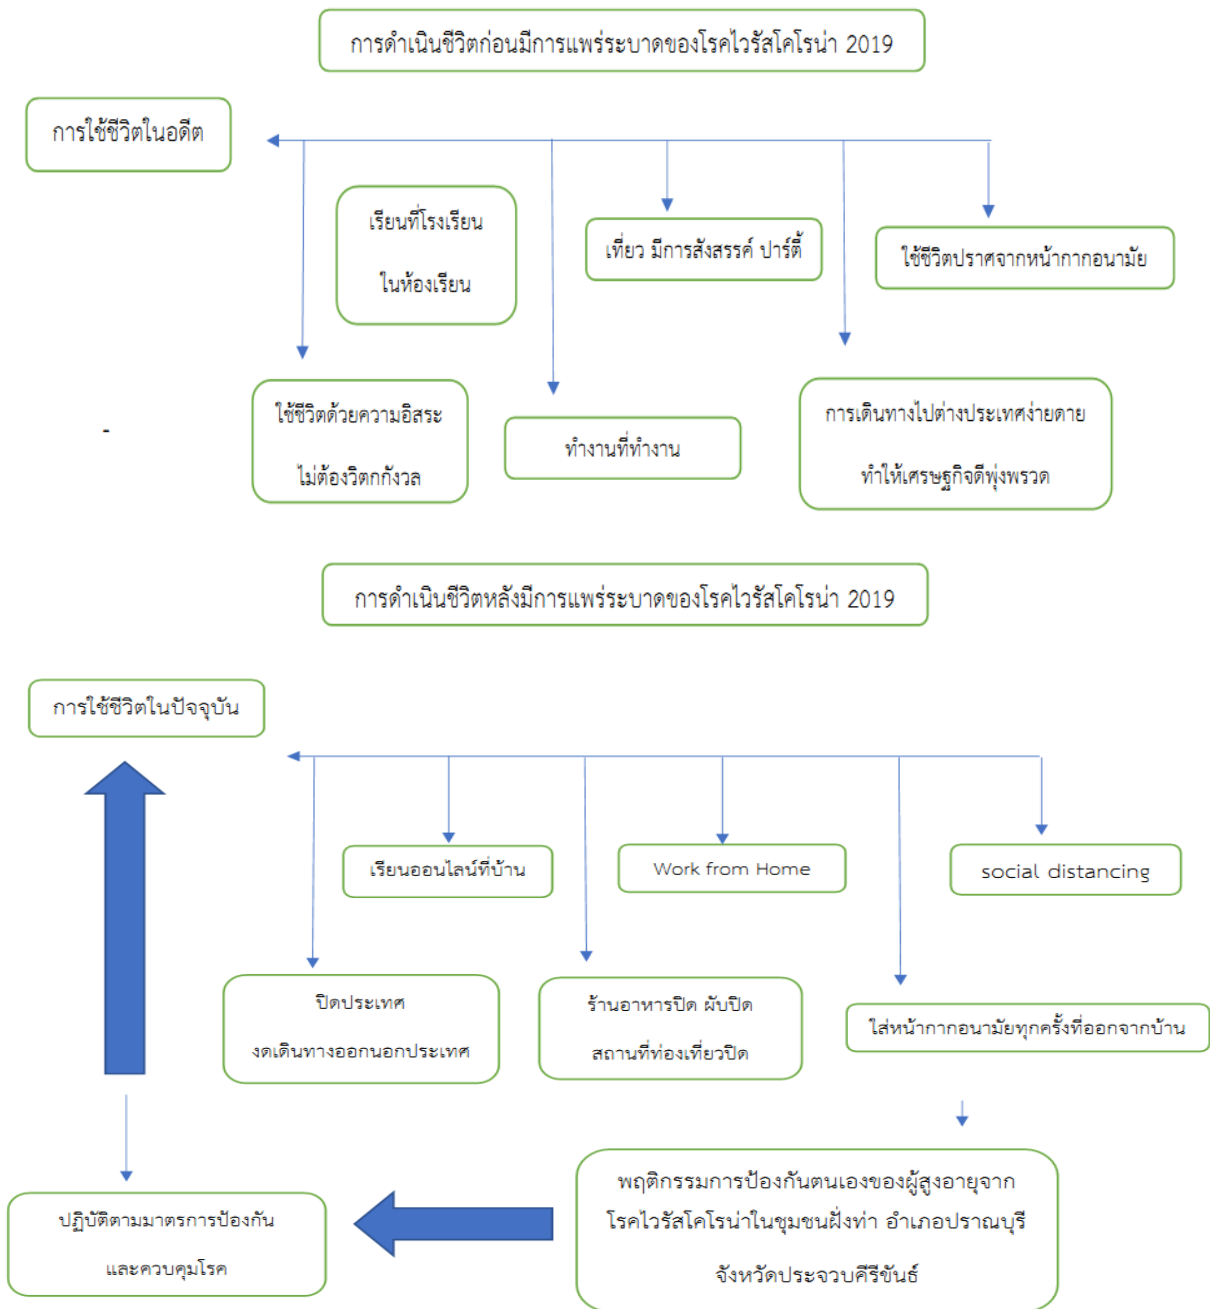 การดำเนินชีวิตก่อนมีการแพร่ระบาดของโรคไวรัสโคโรน่า 2019
การใช้ชีวิตในอดีต
เรียนที่โรงเรียน
ในห้องเรียน
เที่ยว มีการสังสรรค์ ปาร์ตี้
ใช้ชีวิตปราศจากหน้ากากอนามัย
ใช้ชีวิตด้วยความอิสระ
ไม่ต้องวิตกกังวล
ทำงานที่ทำงาน
การเดินทางไปต่างประเทศง่ายดาย
ทำให้เศรษฐกิจดีพุ่งพรวด
-
การดำเนินชีวิตหลังมีการแพร่ระบาดของโรคไวรัสโคโรน่า 2019
การใช้ชีวิตในปัจจุบัน
เรียนออนไลน์ที่บ้าน
Work from Home
social distancing
ปิดประเทศ
งดเดินทางออกนอกประเทศ
ร้านอาหารปิด ผับปิด
สถานที่ท่องเที่ยวปิด
ใส่หน้ากากอนามัยทุกครั้งที่ออกจากบ้าน
พฤติกรรมการป้องกันตนเองของผู้สูงอายุจาก
โรคไวรัสโคโรน่าในชุมชนฝั่งท่า อำเภอปราณบุรี
จังหวัดประจวบคีรีขันธ์
ปฏิบัติตามมาตรการป้องกัน
และควบคุมโรค